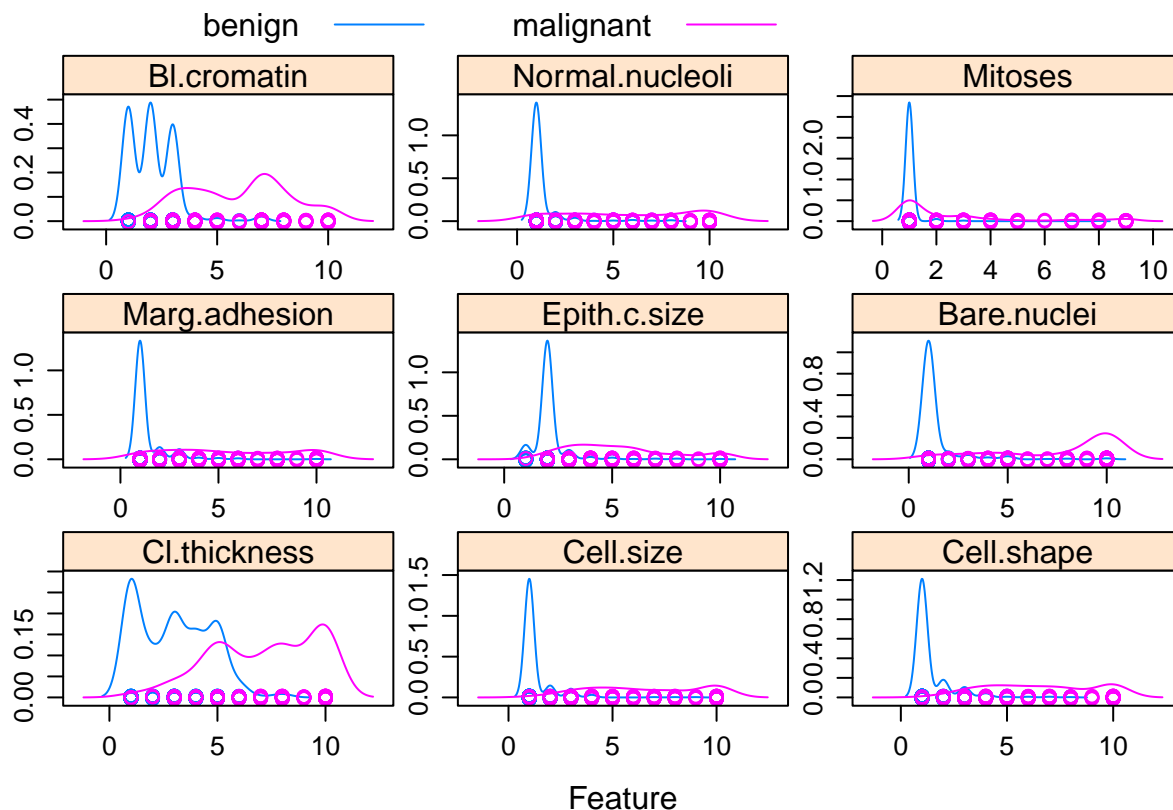 benign malignant
Bl.cromatin Normal.nucleoli Mitoses
0.0 0.2 0.4
0.0 0.5 1.0
0.0 1.0 2.0
0 5 10
0 5 10
0 2 4 6 8 10
Marg.adhesion Epith.c.size Bare.nuclei
0.0 0.5 1.0
0.0 0.5 1.0
0.0 0.4 0.8
0 5 10
0 5 10
0 5 10
Cl.thickness Cell.size Cell.shape
0.00 0.15
0.0 0.5 1.0 1.5
0.0 0.4 0.8 1.2
0 5 10
0 5 10
0 5 10
Feature